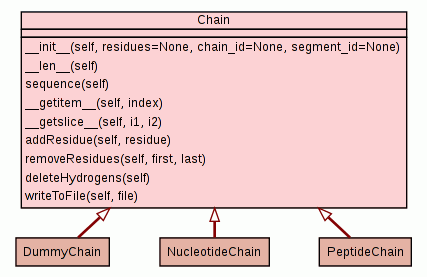 Chain
__init__(self, residues=None, chain_id=None, segment_id=None)
__len__(self)
sequence(self)
__getitem__(self, index)
__getslice__(self, i1, i2)
addResidue(self, residue)
removeResidues(self, first, last)
deleteHydrogens(self)
writeToFile(self, file)
DummyChain NucleotideChain PeptideChain